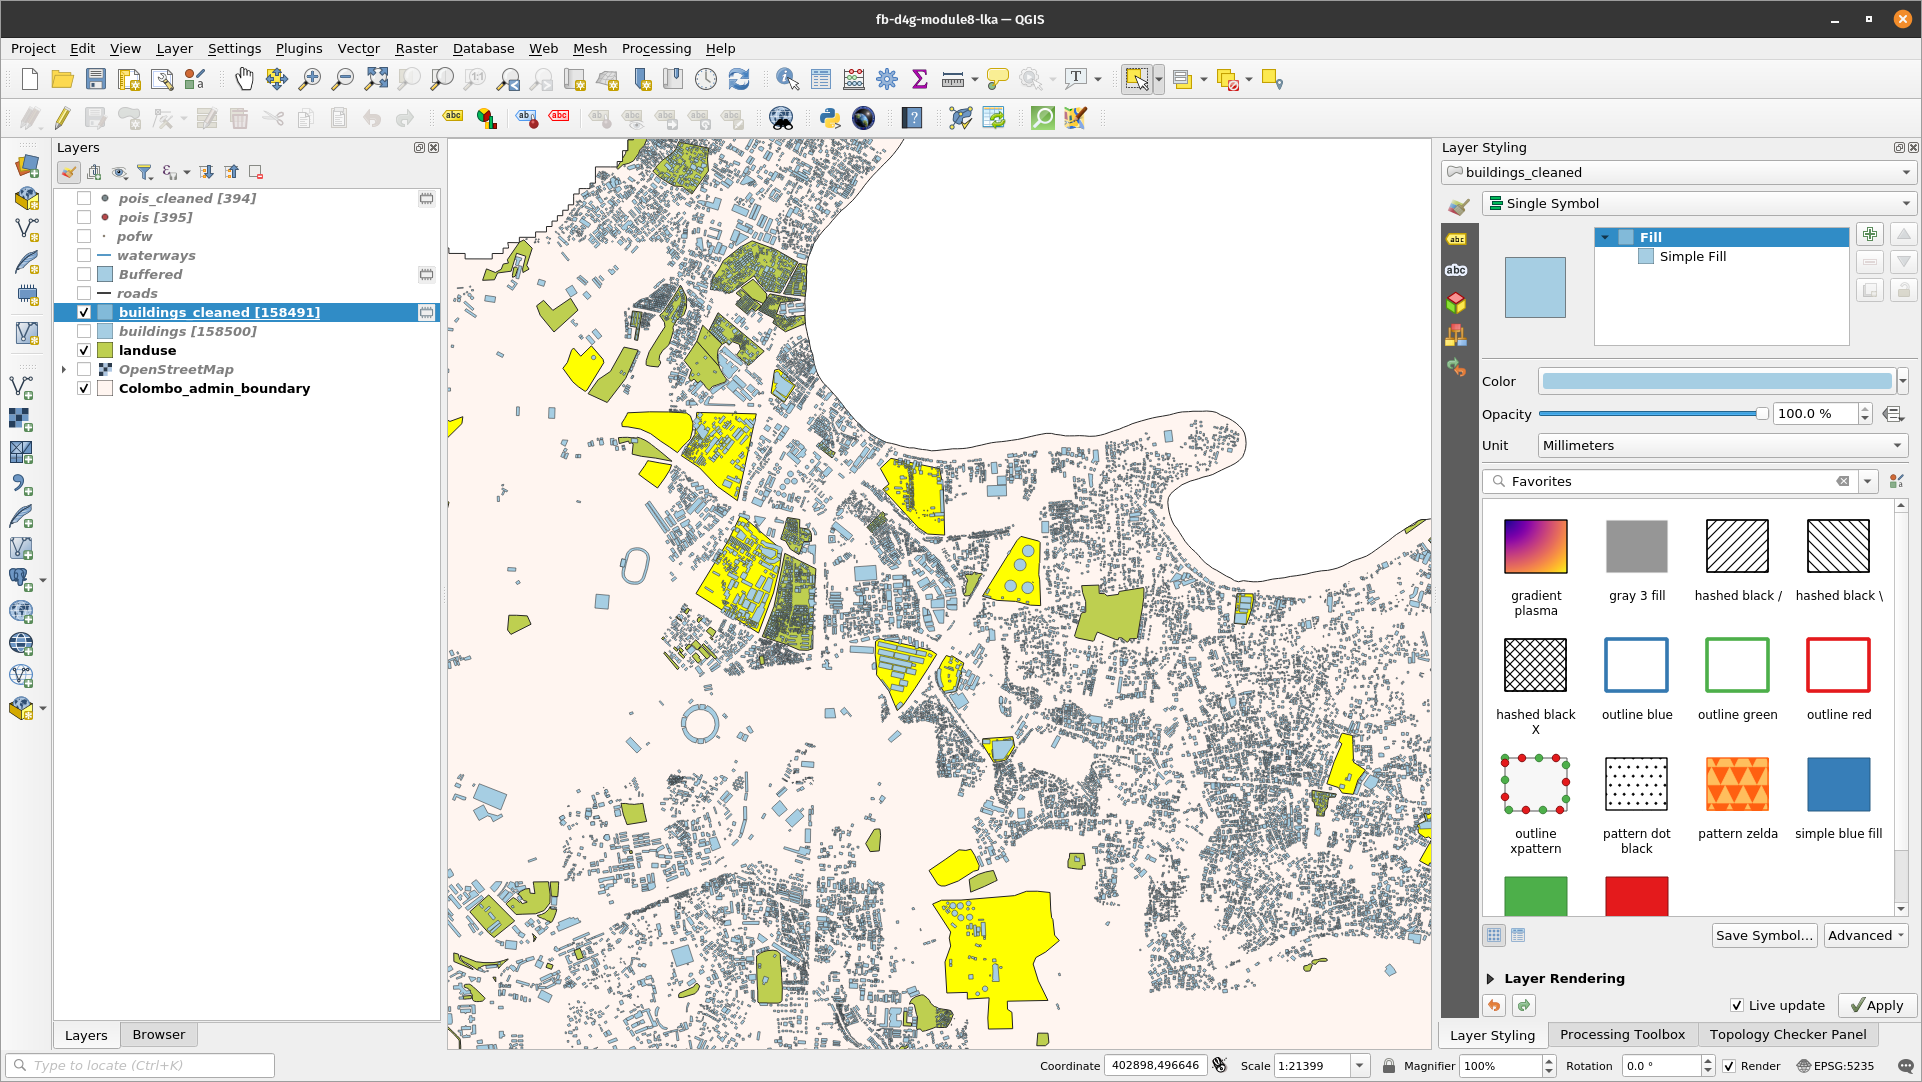 fb-d4g-module8-lka — QGIS
Project Edit View Layer Settings Plugins Vector Raster Database Web Mesh Processing Help
Layers
pois_cleaned [394]
pois [395]
pofw
waterways
Buffered
roads
buildings_cleaned [158491]
buildings [158500]
landuse
OpenStreetMap
Colombo_admin_boundary
Layers Browser
Layer Styling
buildings_cleaned
Single Symbol
Fill
Simple Fill
Color
Opacity 100.0 %
Unit Millimeters
Favorites
gradient plasma
gray 3 fill
hashed black /
hashed black \
hashed black X
outline blue
outline green
outline red
outline xpattern
pattern dot black
pattern zelda
simple blue fill
Save Symbol... Advanced
Layer Rendering
Live update Apply
Layer Styling Processing Toolbox Topology Checker Panel
Type to locate (Ctrl+K) Coordinate 402898,496646 Scale 1:21399 Magnifier 100% Rotation 0.0 ° Render EPSG:5235